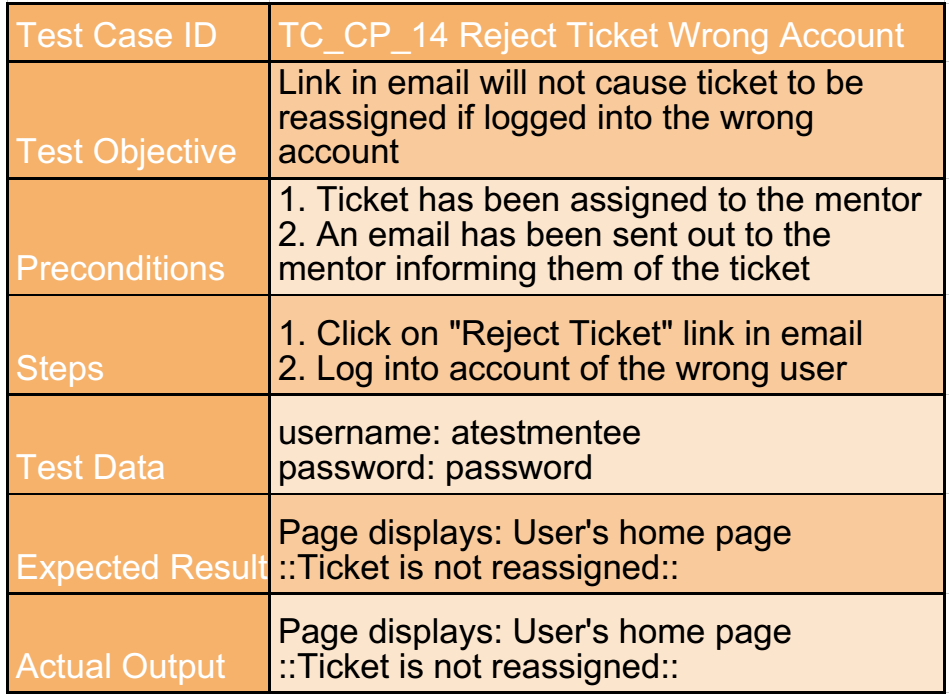 Test Case ID TC_CP_14 Reject Ticket Wrong Account
Test Objective
Link in email will not cause ticket to be
reassigned if logged into the wrong
account
Preconditions
1. Ticket has been assigned to the mentor
2. An email has been sent out to the
mentor informing them of the ticket
Steps
1. Click on "Reject Ticket" link in email
2. Log into account of the wrong user
Test Data
username: atestmentee
password: password
Expected Result
Page displays: User's home page
::Ticket is not reassigned::
Actual Output
Page displays: User's home page
::Ticket is not reassigned::